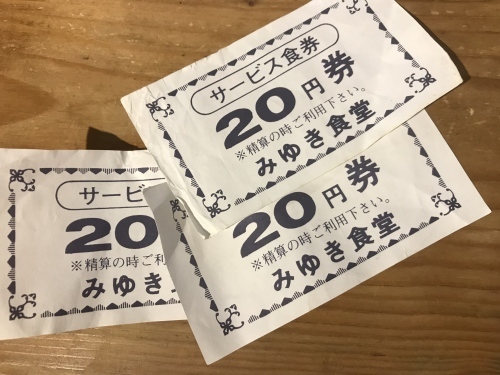 サービス食券
20円券
※精算の時ご利用下さい。
みゆき食堂
サービ
20
※精算の時ご利
みゆき
20円券
※精算の時ご利用下さい。
みゆき食堂